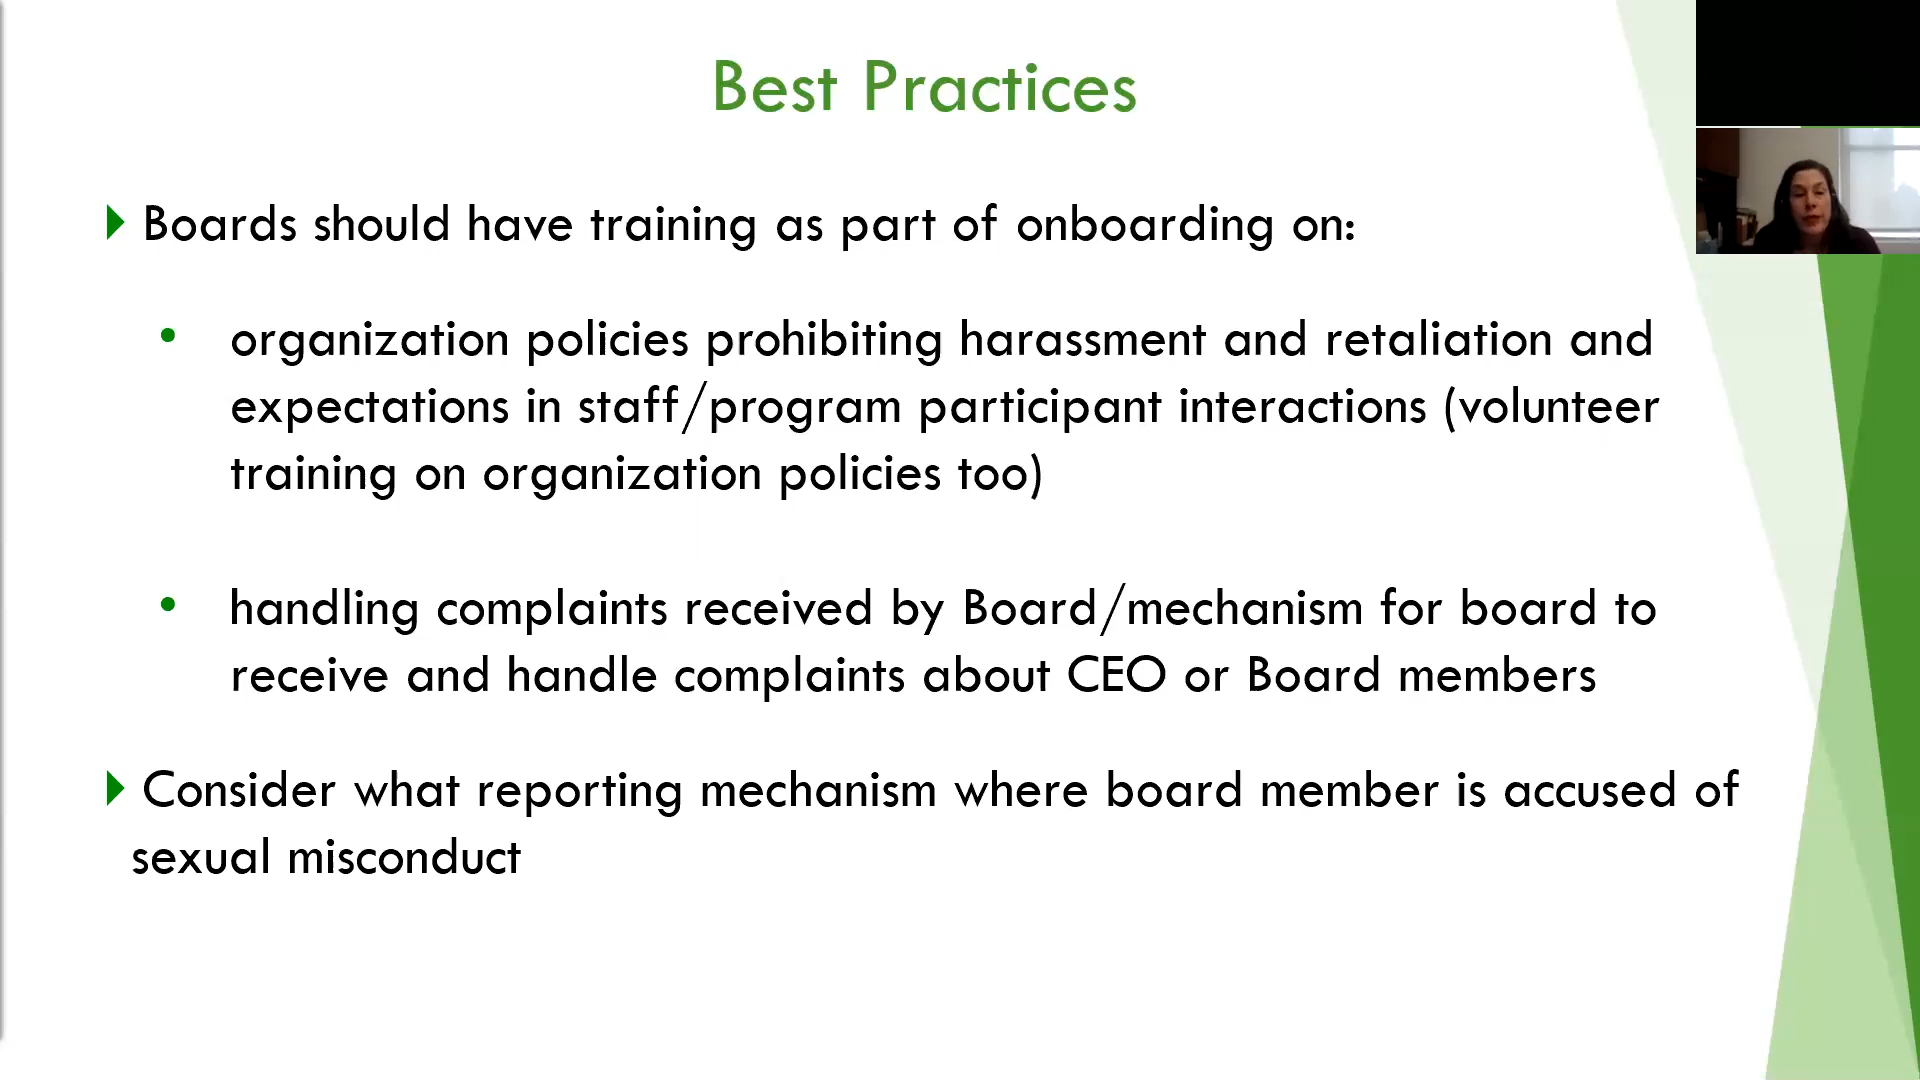 Best Practices
Boards should have training as part of onboarding on:
• organization policies prohibiting harassment and retaliation and
expectations in staff/program participant interactions (volunteer
training on organization policies too)
• handling complaints received by Board/mechanism for board to
receive and handle complaints about CEO or Board members
Consider what reporting mechanism where board member is accused of
sexual misconduct